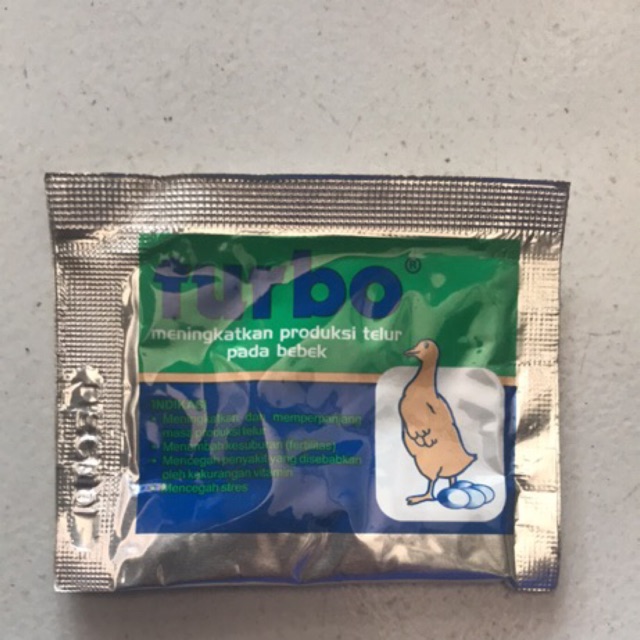 turbo®
meningkatkan produksi telur
pada bebek
INDIKASI
• Meningkatkan dan memperpanjang
masa produksi telur
• Menambah kesuburan (fertilitas)
• Mencegah penyakit yang disebabkan
oleh kekurangan vitamin
• Mencegah stres